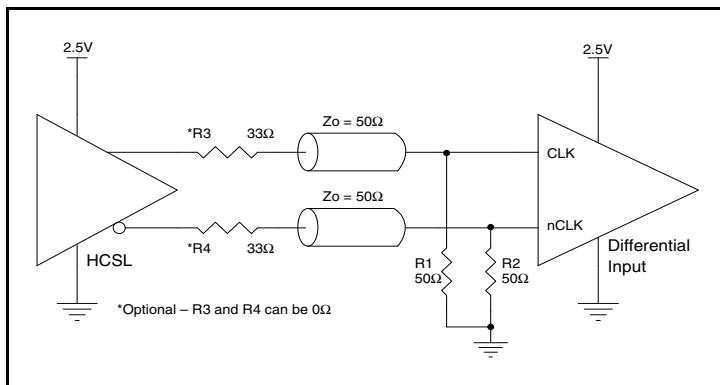 2.5V
2.5V
*R3
33Ω
Zo = 50Ω
CLK
Zo = 50Ω
nCLK
*R4
33Ω
HCSL
R1
50Ω
R2
50Ω
Differential
Input
*Optional – R3 and R4 can be 0Ω